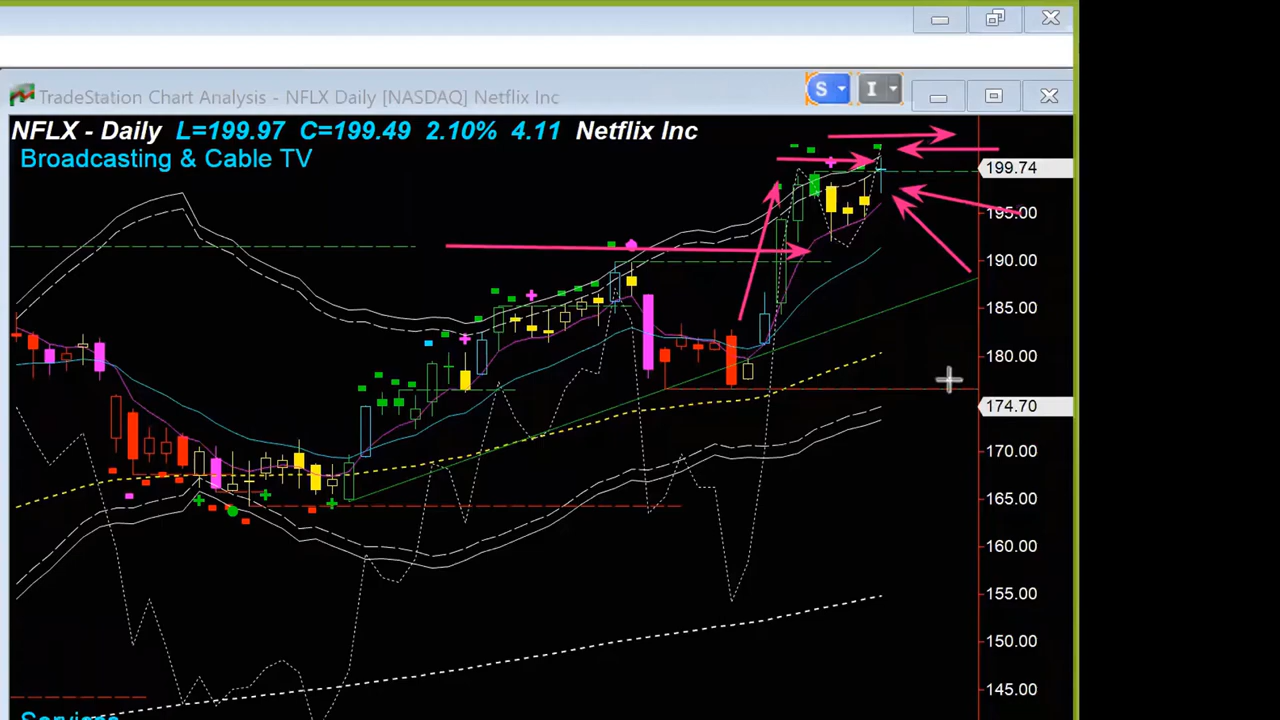 TradeStation Chart Analysis - NFLX Daily [NASDAQ] Netflix Inc
S
I
NFLX - Daily L=199.97 C=199.49 2.10% 4.11 Netflix Inc
Broadcasting & Cable TV
199.74
195.00
190.00
185.00
180.00
174.70
170.00
165.00
160.00
155.00
150.00
145.00
Services